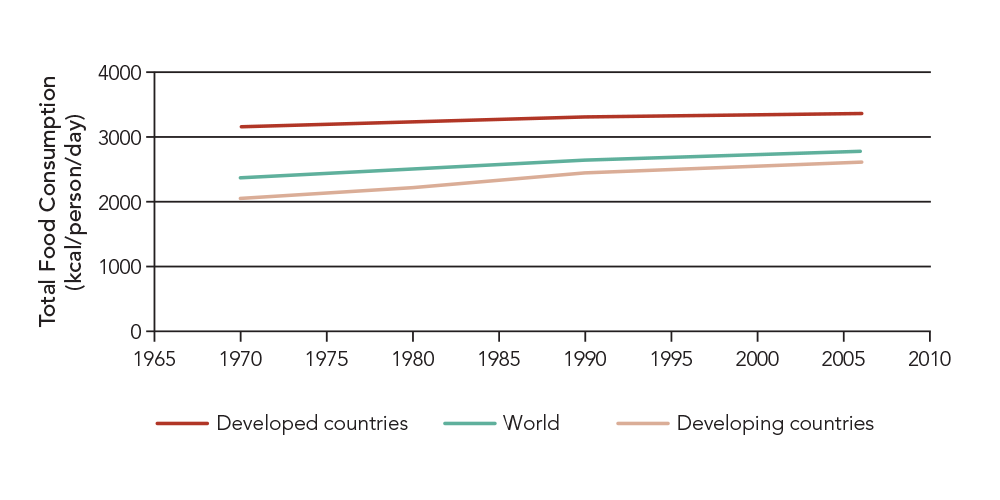 Total Food Consumption
(kcal/person/day)
4000
3000
2000
1000
0
1965 1970 1975 1980 1985 1990 1995 2000 2005 2010
Developed countries World Developing countries